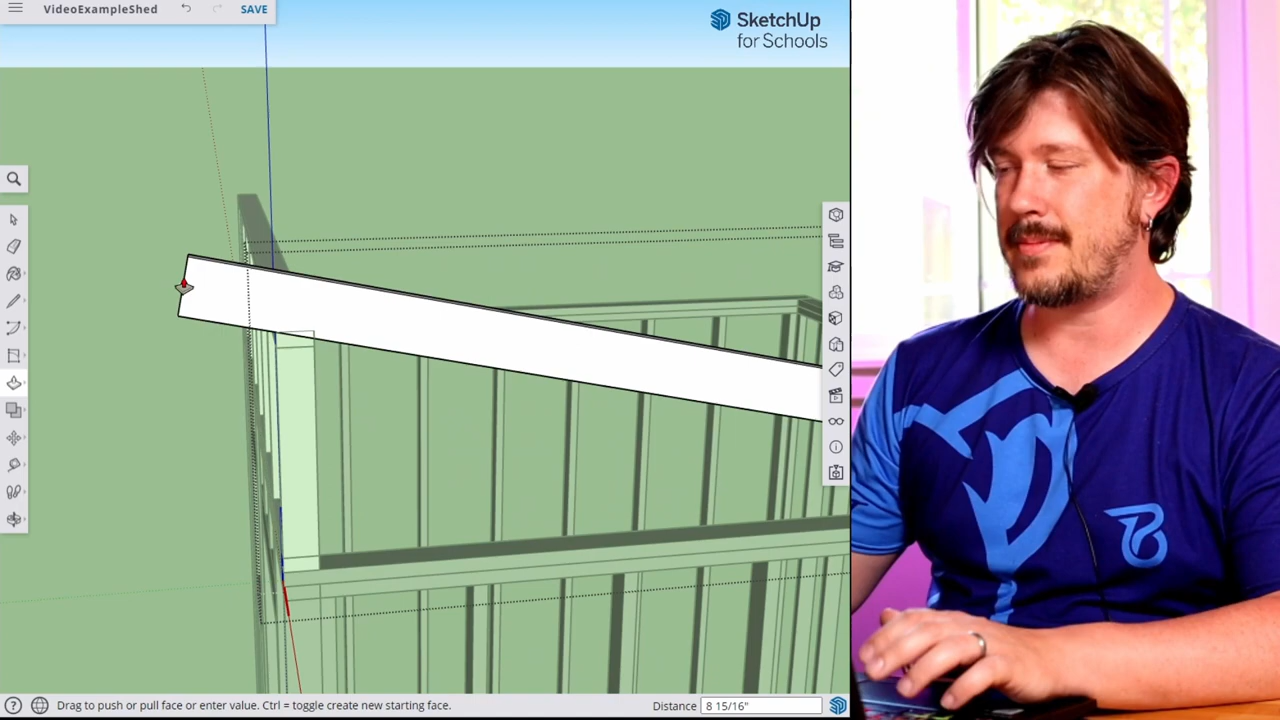 VideoExampleShed
SAVE
SketchUp
for Schools
Drag to push or pull face or enter value. Ctrl = toggle create new starting face.
Distance
8 15/16"